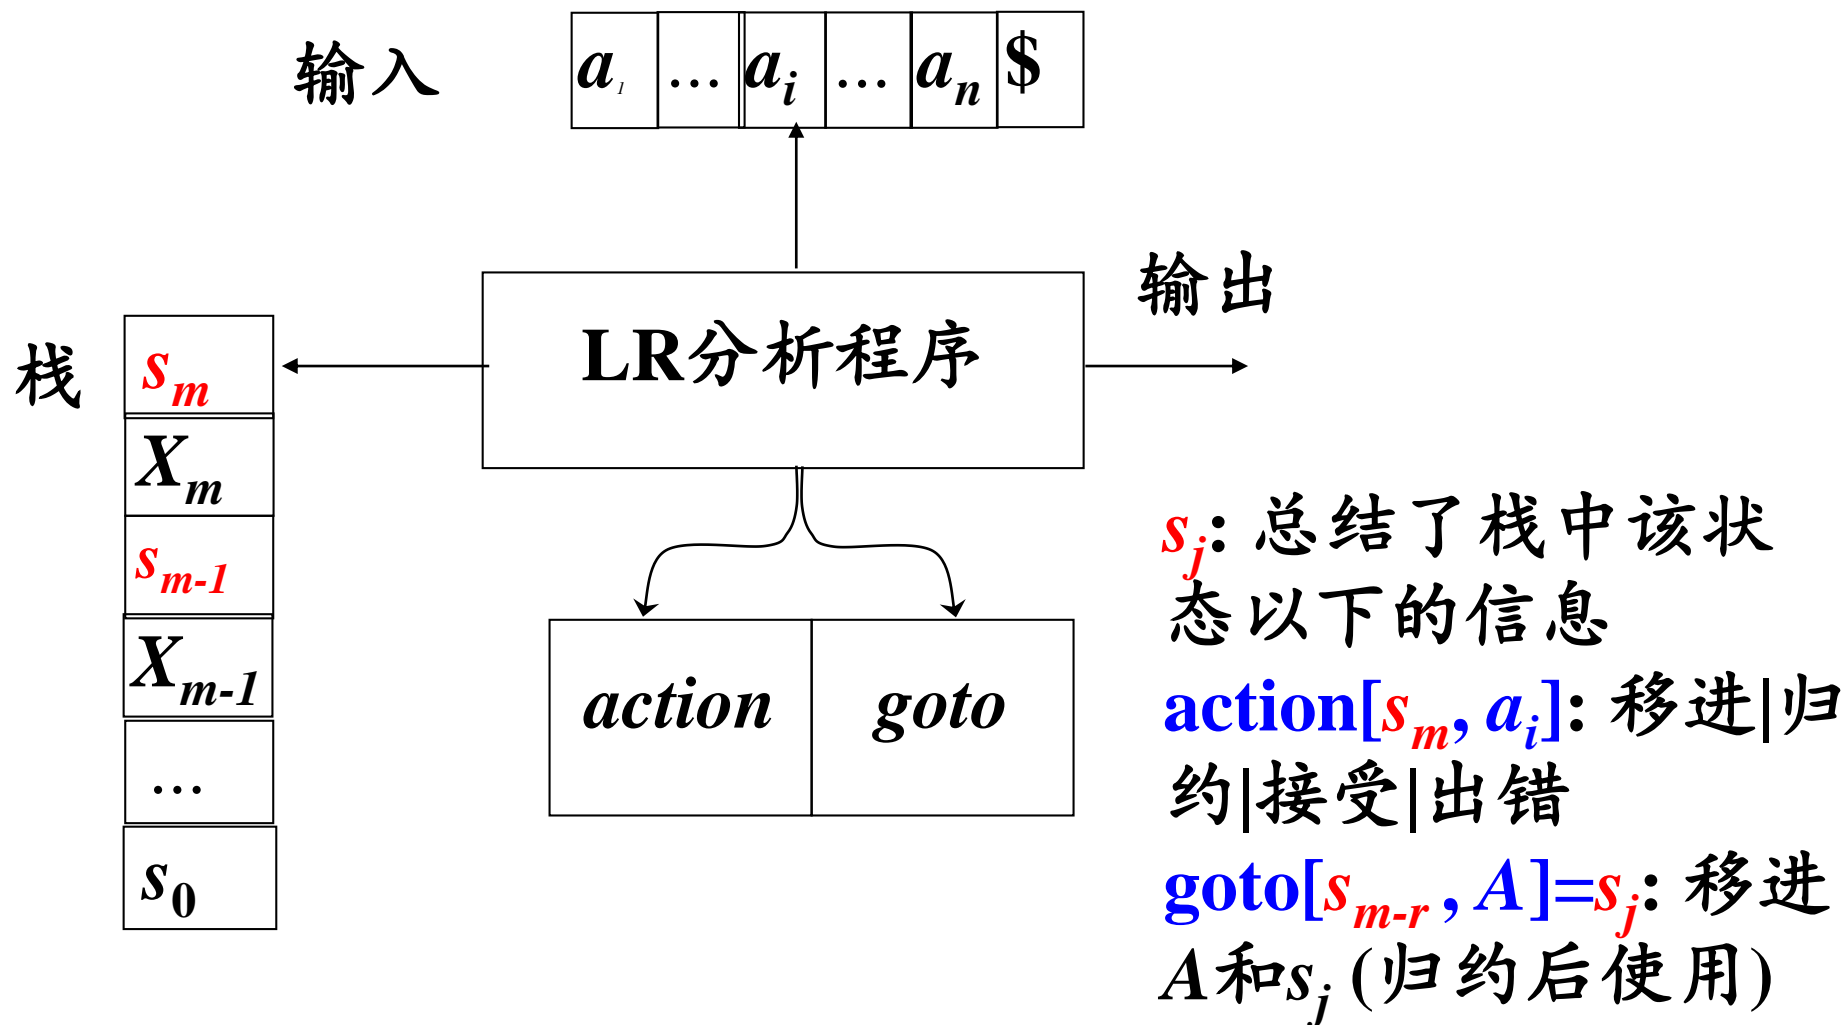 输入
a1 … ai … an $
输出
LR分析程序
栈
sm
Xm
sm-1
Xm-1
…
s0
action goto
sj: 总结了栈中该状
态以下的信息
action[sm, ai]: 移进|归
约|接受|出错
goto[sm-r , A]=sj: 移进
A和sj (归约后使用)